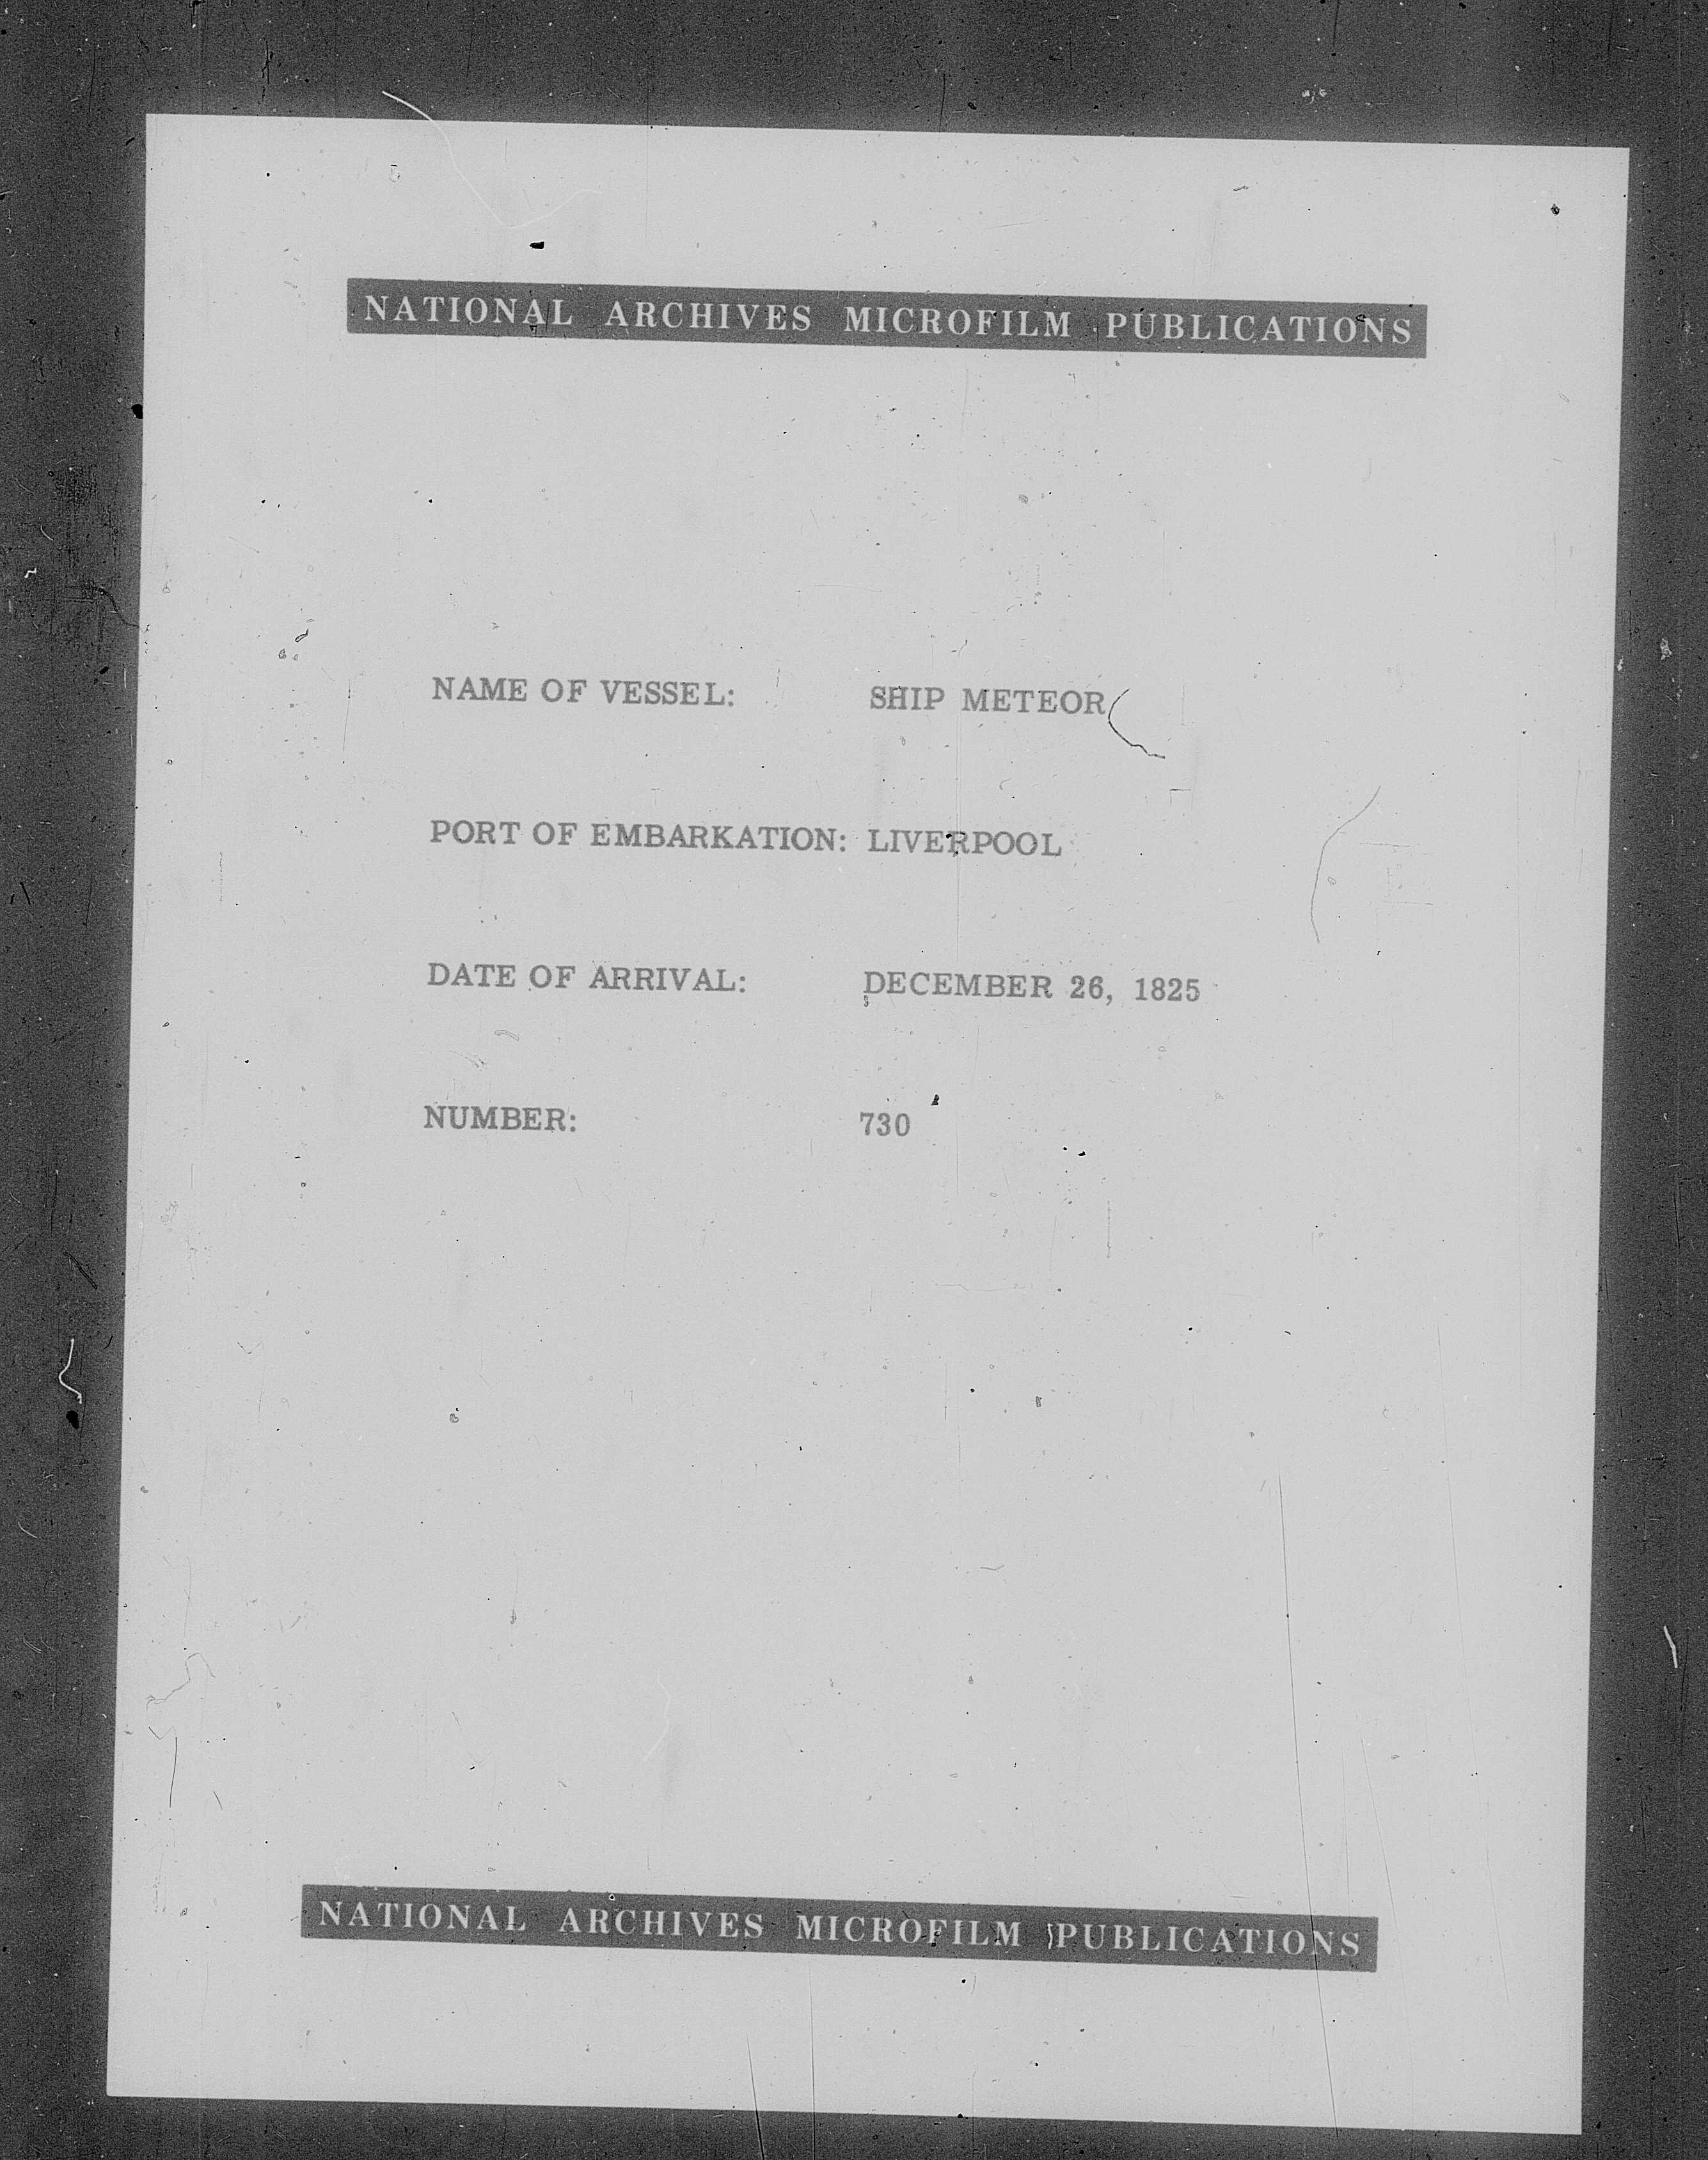 NATIONAL ARCHIVES MICROFILM PUBLICATIONS
NAME OF VESSEL: SHIP METEOR
PORT OF EMBARKATION: LIVERPOOL
DATE OF ARRIVAL: DECEMBER 26, 1825
NUMBER: 730
NATIONAL ARCHIVES MICROFILM PUBLICATIONS